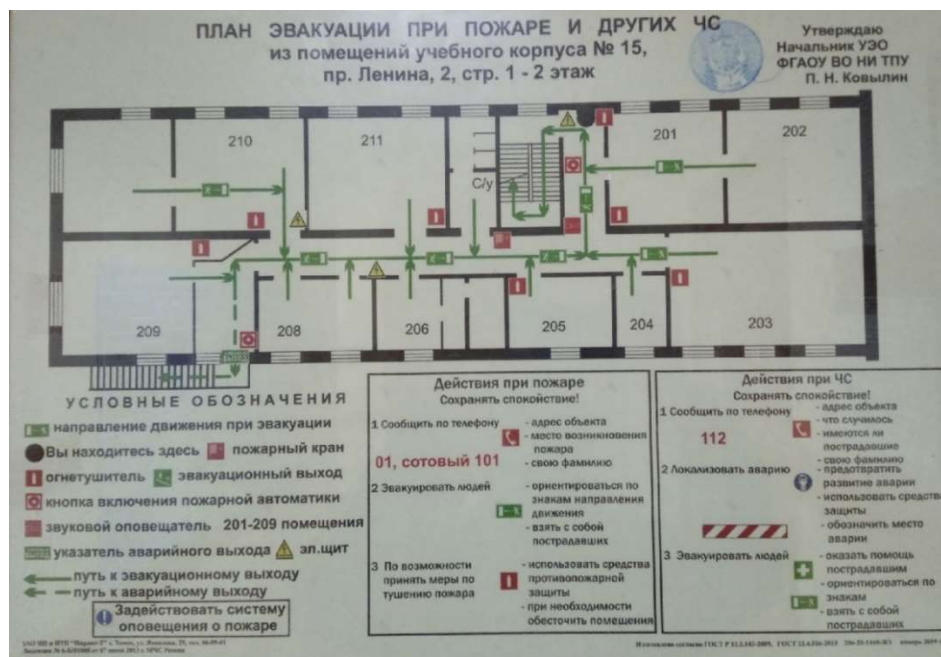 ПЛАН ЭВАКУАЦИИ ПРИ ПОЖАРЕ И ДРУГИХ ЧС
из помещений учебного корпуса № 15,
пр. Ленина, 2, стр. 1 - 2 этаж
Утверждаю
Начальник УЭО
ФГАОУ ВО НИ ТПУ
П. Н. Ковылин
210
211
С/у
201
202
209
208
206
205
204
203
УСЛОВНЫЕ ОБОЗНАЧЕНИЯ
направление движения при эвакуации
Вы находитесь здесь
пожарный кран
огнетушитель
эвакуационный выход
кнопка включения пожарной автоматики
звуковой оповещатель 201-209 помещения
указатель аварийного выхода
эл.щит
путь к эвакуационному выходу
путь к аварийному выходу
Задействовать систему
оповещения о пожаре
Действия при пожаре
Сохранять спокойствие!
1 Сообщить по телефону
01, сотовый 101
- адрес объекта
- место возникновения
пожара
- свою фамилию
2 Эвакуировать людей
- ориентироваться по
знакам направления
движения
- взять с собой
пострадавших
3 По возможности
принять меры по
тушению пожара
- использовать средства
противопожарной
защиты
- при необходимости
обесточить помещения
Действия при ЧС
Сохранять спокойствие!
1 Сообщить по телефону
112
- адрес объекта
- что случилось
- имеются ли
пострадавшие
- свою фамилию
2 Локализовать аварию
- предотвратить
развитие аварии
- использовать средства
защиты
- обозначить место
аварии
3 Эвакуировать людей
- оказать помощь
пострадавшим
- ориентироваться по
знакам
- взять с собой
пострадавших